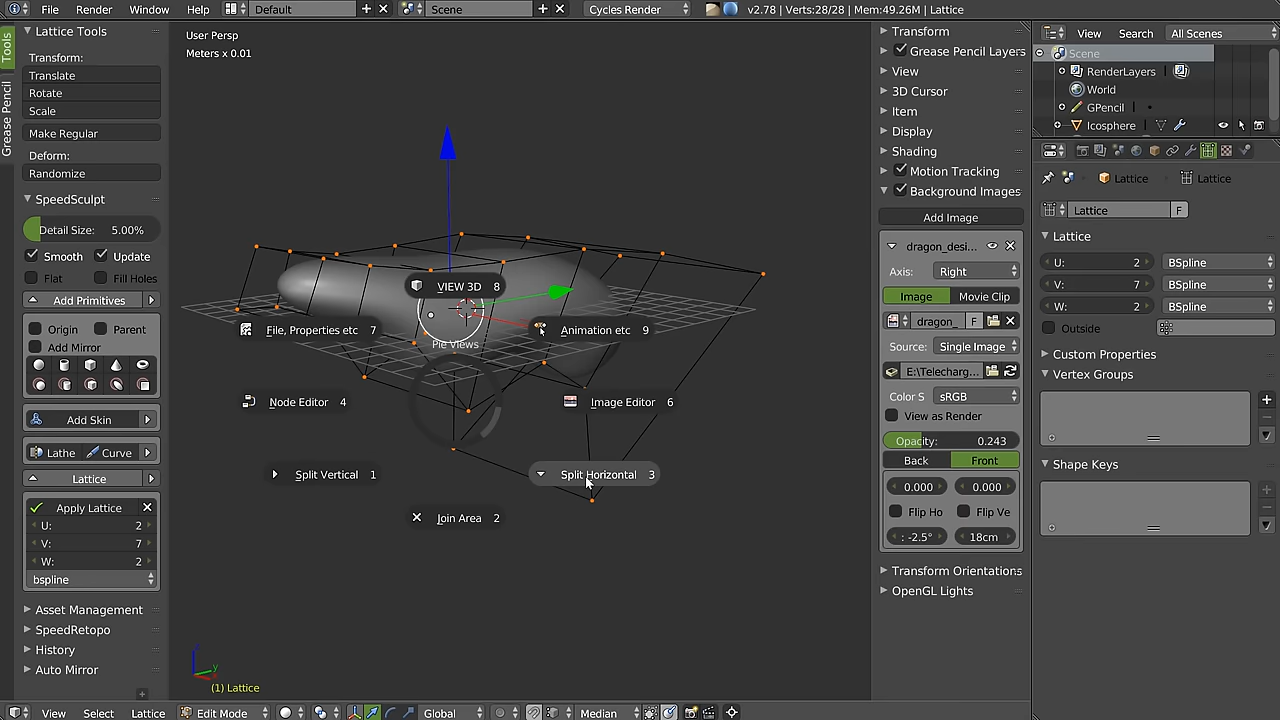 File Render Window Help Default Scene Cycles Render v2.78 | Verts:28/28 | Mem:49.26M | Lattice
Tools
Grease Pencil
Lattice Tools
Transform:
Translate
Rotate
Scale
Make Regular
Deform:
Randomize
SpeedSculpt
Detail Size: 5.00%
Smooth Update
Flat Fill Holes
Add Primitives
Origin Parent
Add Mirror
Add Skin
Lathe Curve
Lattice
Apply Lattice
U: 2
V: 7
W: 2
bspline
Asset Management
SpeedRetopo
History
Auto Mirror
User Persp
Meters x 0.01
VIEW 3D 8
File, Properties etc 7
Animation etc 9
Pie Views
Node Editor 4
Image Editor 6
Split Vertical 1
Split Horizontal 3
Join Area 2
(1) Lattice
Transform
Grease Pencil Layers
View
3D Cursor
Item
Display
Shading
Motion Tracking
Background Images
Add Image
dragon_desi...
Axis: Right
Image Movie Clip
dragon_ F
Source: Single Image
E:\Telecharg...
Color S sRGB
View as Render
Opacity: 0.243
Back Front
0.000 0.000
Flip Ho Flip Ve
: -2.5° 18cm
Transform Orientations
OpenGL Lights
View Search All Scenes
Scene
RenderLayers
World
GPencil
Icosphere
Lattice Lattice
Lattice F
Lattice
U: 2 BSpline
V: 7 BSpline
W: 2 BSpline
Outside
Custom Properties
Vertex Groups
Shape Keys
View Select Lattice Edit Mode Global Median